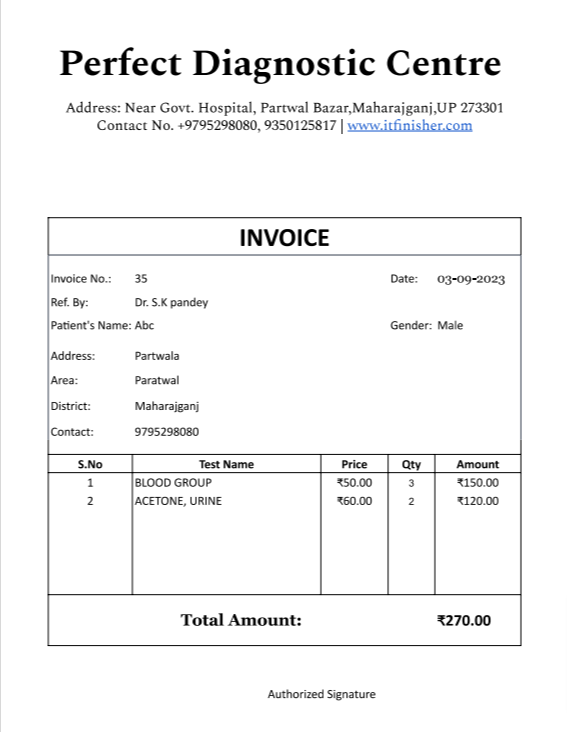 Perfect Diagnostic Centre
Address: Near Govt. Hospital, Partwal Bazar,Maharajganj,UP 273301
Contact No. +9795298080, 9350125817 | www.itfinisher.com
INVOICE
Invoice No.: 35 Date: 03-09-2023
Ref. By: Dr. S.K pandey
Patient's Name: Abc Gender: Male
Address: Partwala
Area: Paratwal
District: Maharajganj
Contact: 9795298080
S.No Test Name Price Qty Amount
1 BLOOD GROUP ₹50.00 3 ₹150.00
2 ACETONE, URINE ₹60.00 2 ₹120.00
Total Amount: ₹270.00
Authorized Signature